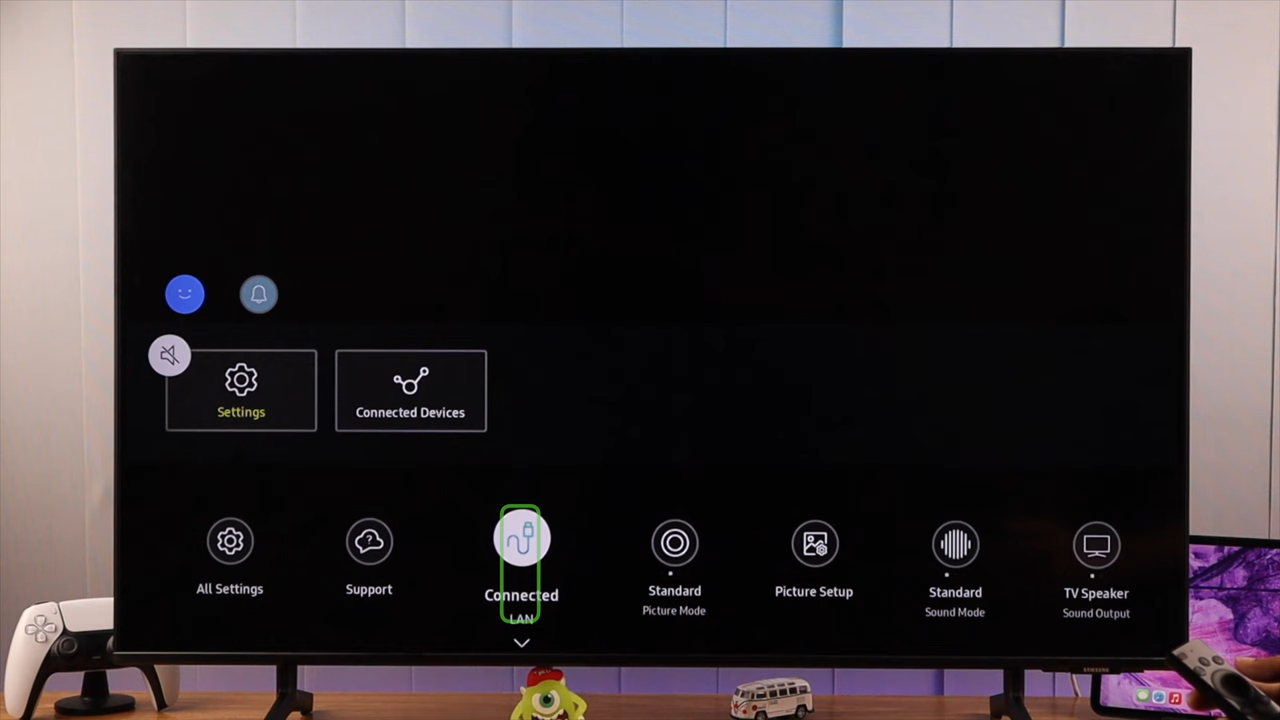 Settings
Connected Devices
All Settings
Support
Connected
LAN
Standard
Picture Mode
Picture Setup
Standard
Sound Mode
TV Speaker
Sound Output
SAMSUNG